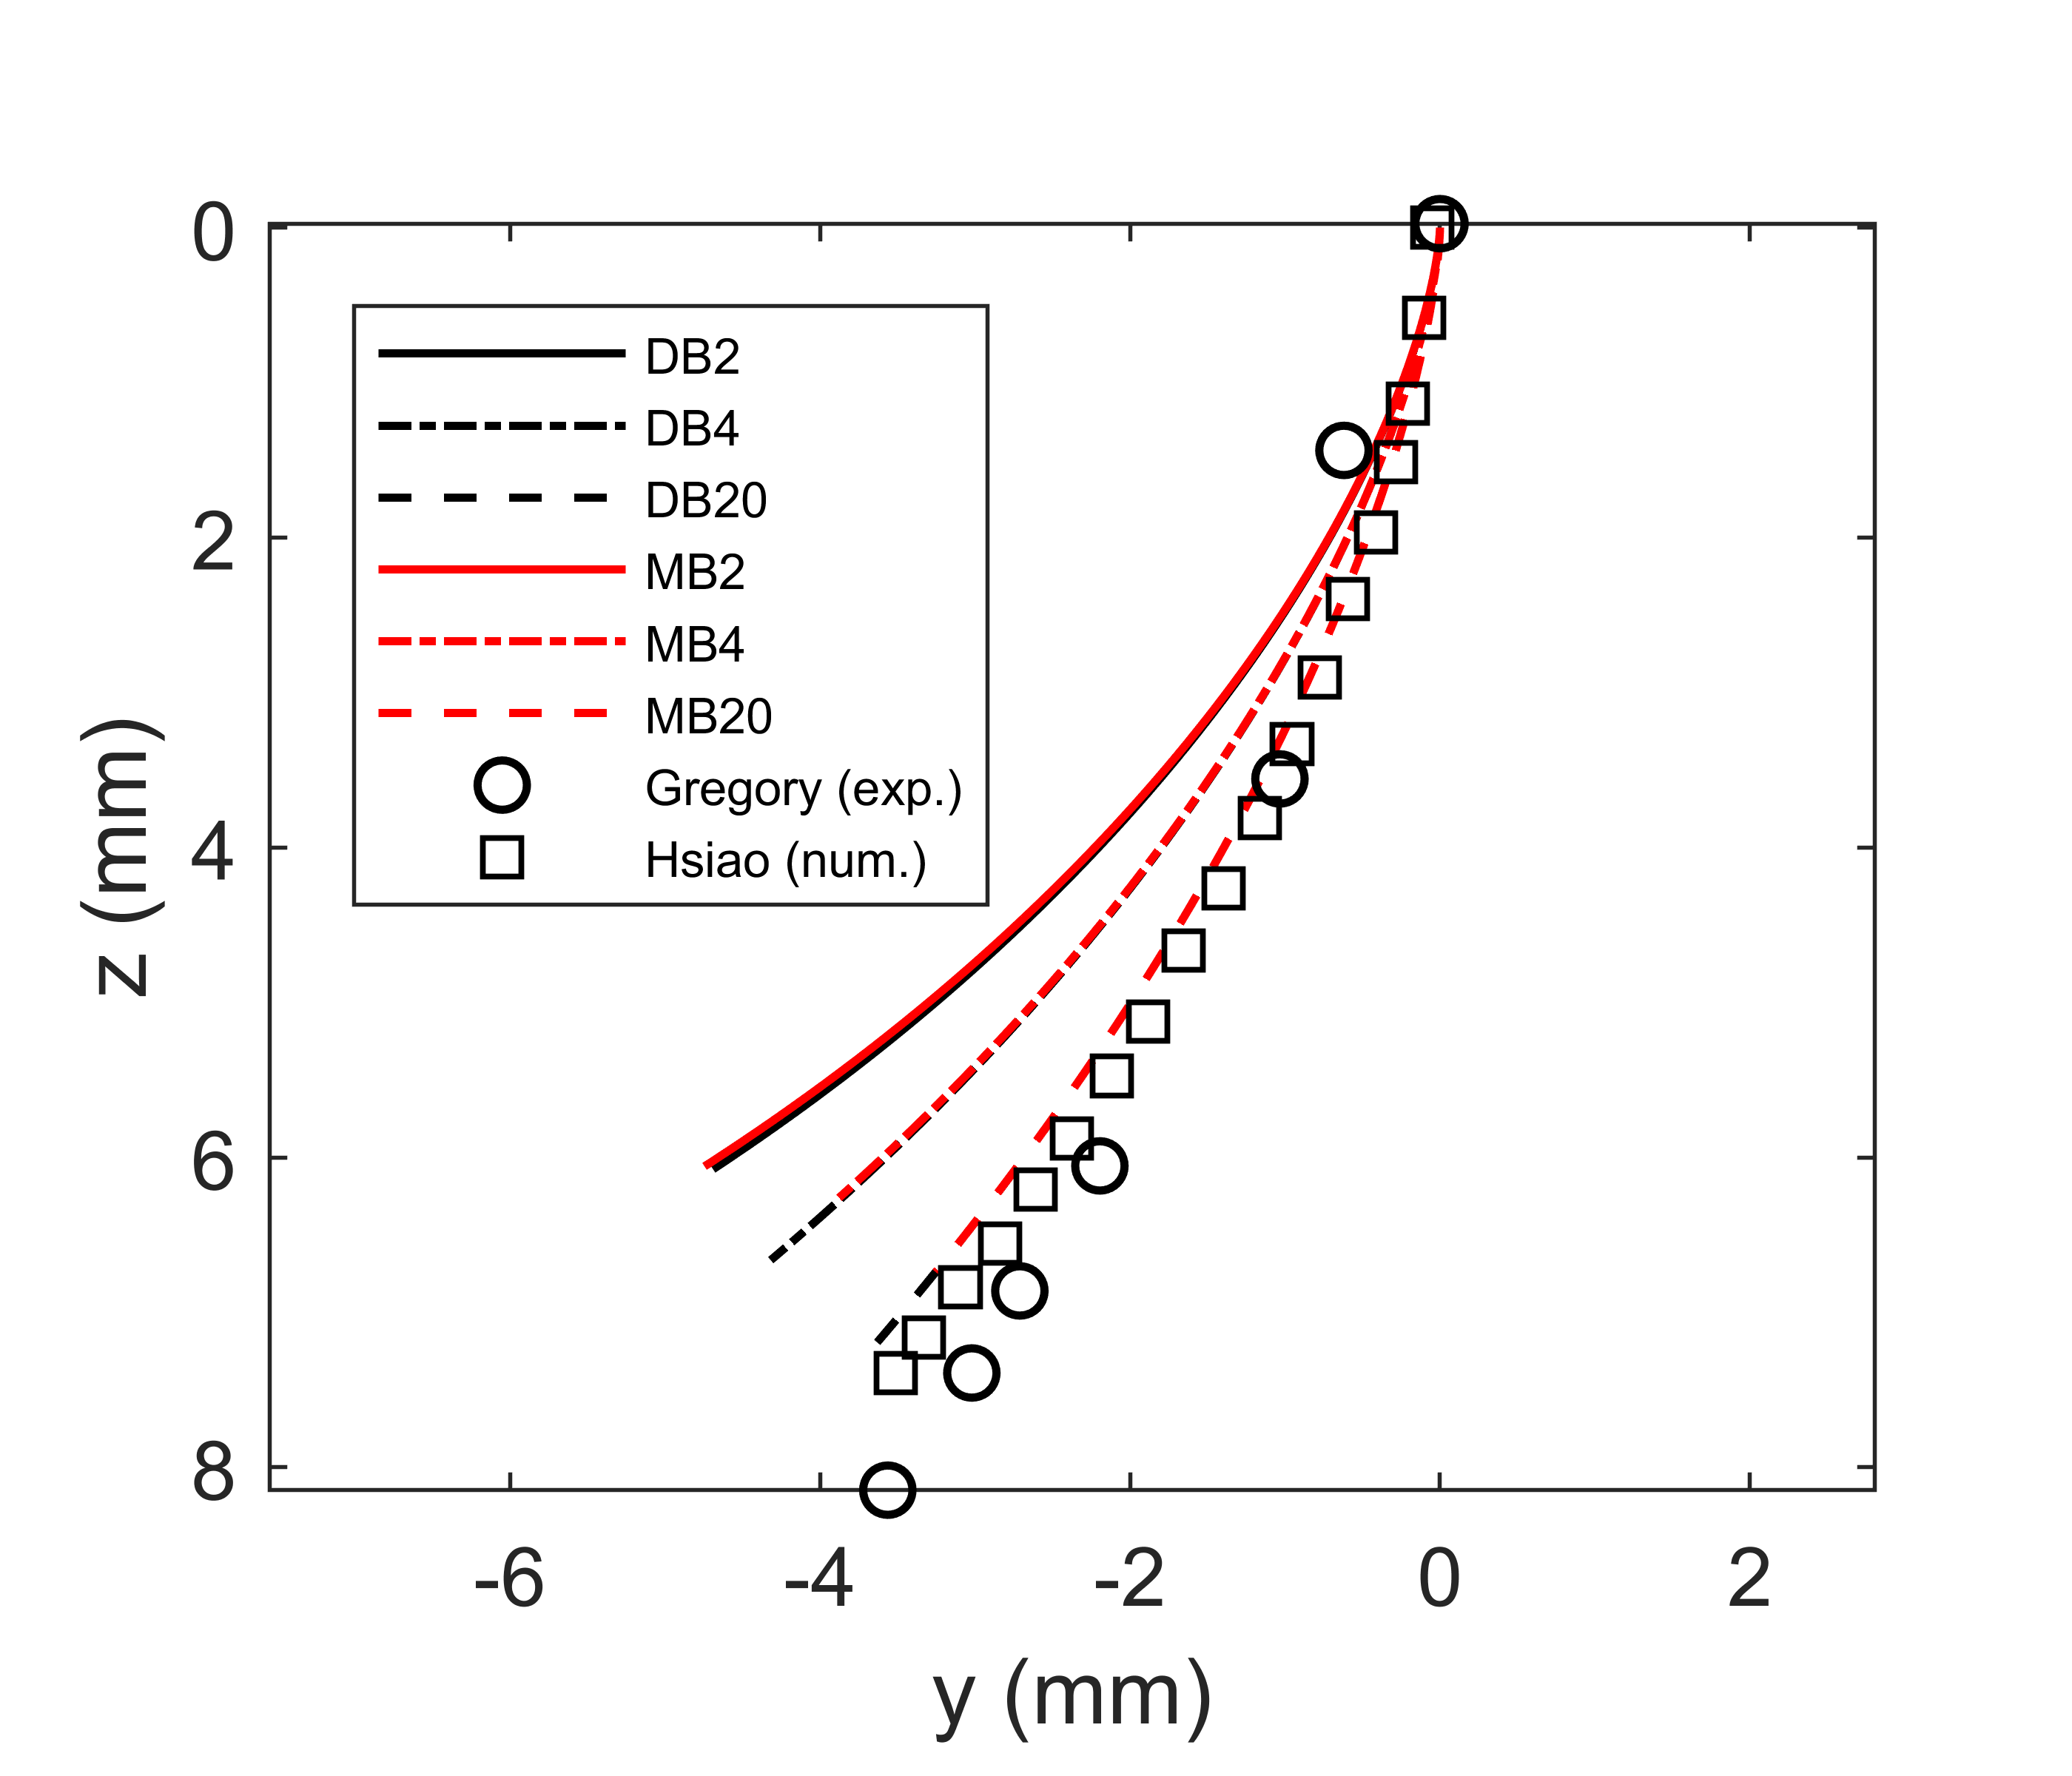 0
2
4
6
8
z (mm)
DB2
DB4
DB20
MB2
MB4
MB20
Gregory (exp.)
Hsiao (num.)
-6 -4 -2 0 2
y (mm)